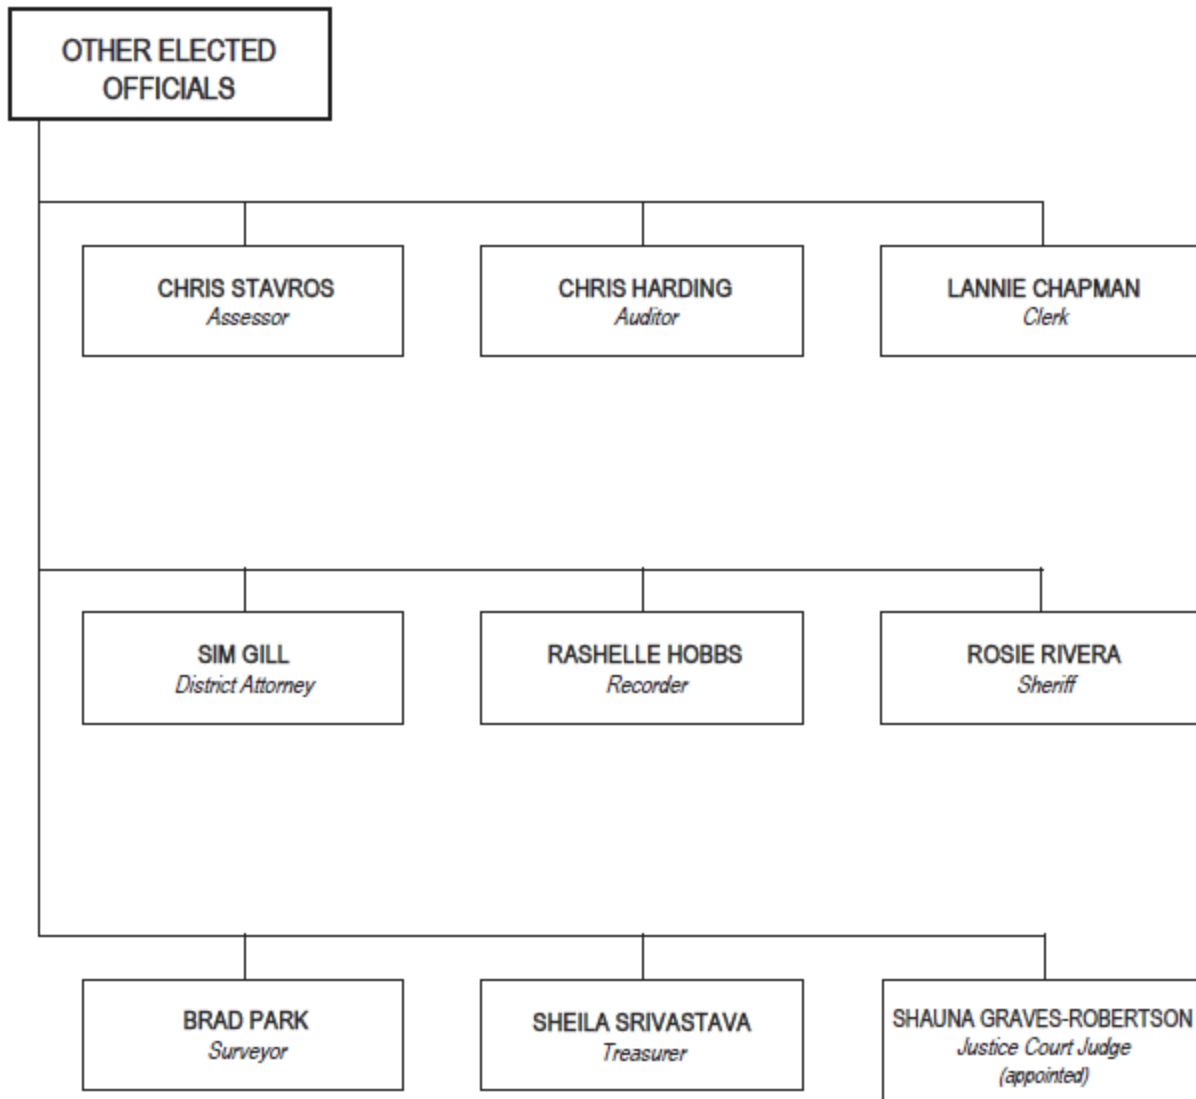 OTHER ELECTED
OFFICIALS
CHRIS STAVROS
Assessor
CHRIS HARDING
Auditor
LANNIE CHAPMAN
Clerk
SIM GILL
District Attorney
RASHELLE HOBBS
Recorder
ROSIE RIVERA
Sheriff
BRAD PARK
Surveyor
SHEILA SRIVASTAVA
Treasurer
SHAUNA GRAVES-ROBERTSON
Justice Court Judge
(appointed)